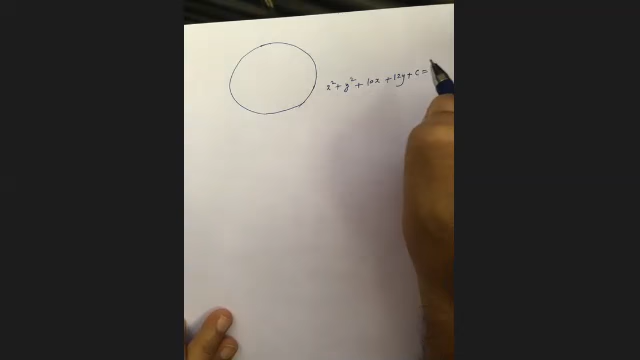 x² + y² + 10x + 12y + c =